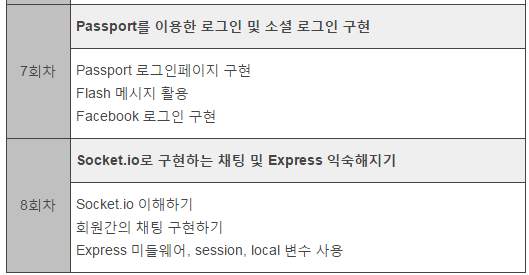 Passport를 이용한 로그인 및 소셜 로그인 구현
7회차
Passport 로그인페이지 구현
Flash 메시지 활용
Facebook 로그인 구현
Socket.io로 구현하는 채팅 및 Express 익숙해지기
8회차
Socket.io 이해하기
회원간의 채팅 구현하기
Express 미들웨어, session, local 변수 사용